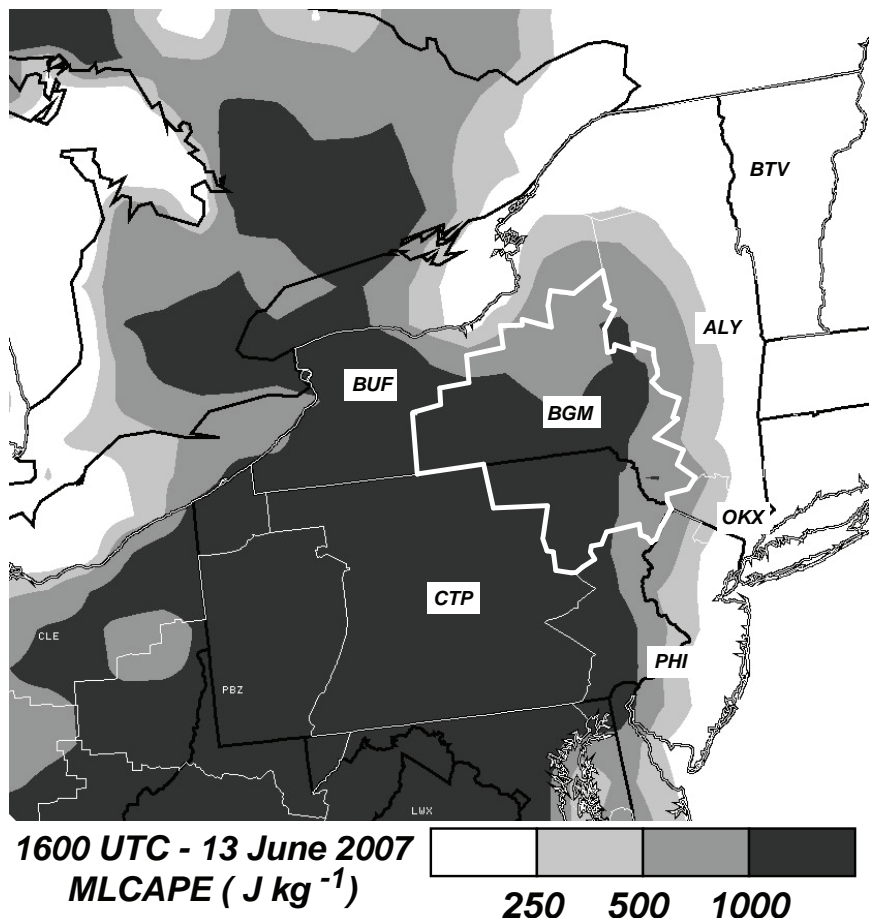 BTV
ALY
BUF
BGM
OKX
CTP
CLE
PHI
PBZ
LWX
1600 UTC - 13 June 2007
MLCAPE ( J kg -1)
250 500 1000